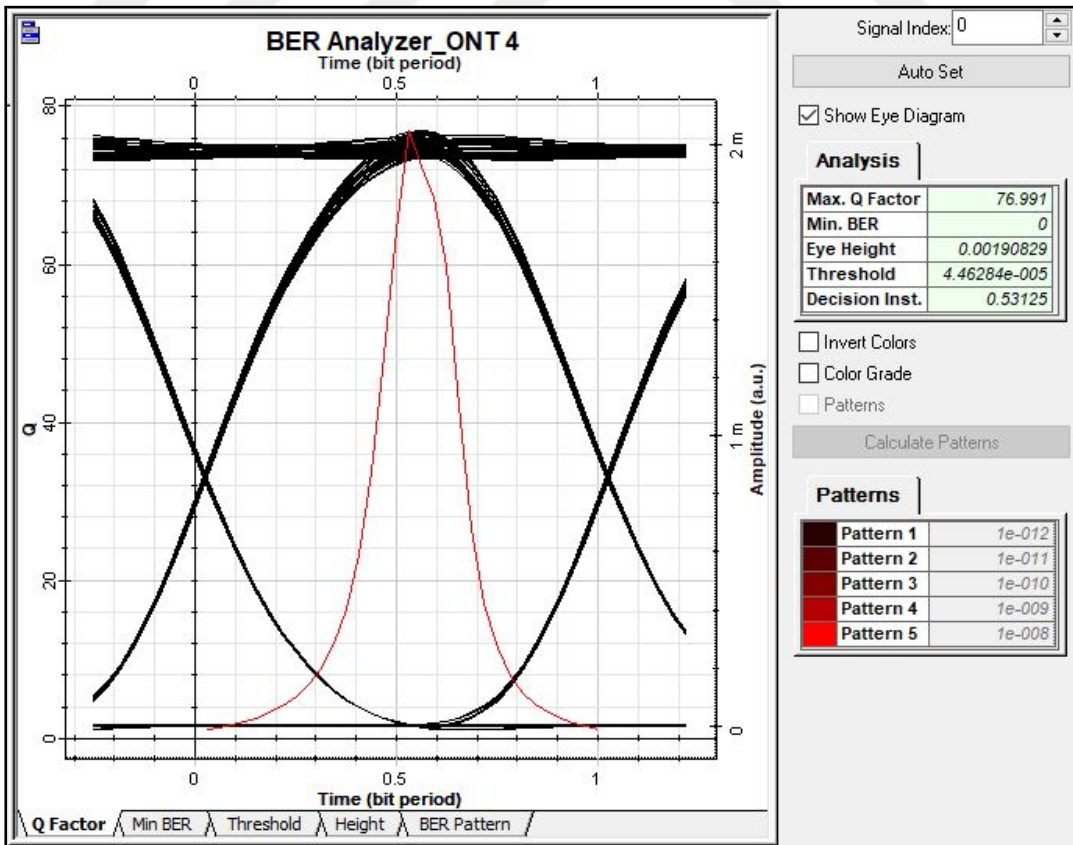 BER Analyzer_ONT 4
Time (bit period)
0 0.5 1
80
60
40
20
0
Q
2 m
1 m
0
Amplitude (a.u.)
0 0.5 1
Time (bit period)
Q Factor Min BER Threshold Height BER Pattern
Signal Index: 0
Auto Set
Show Eye Diagram
Analysis
Max. Q Factor 76.991
Min. BER 0
Eye Height 0.00190829
Threshold 4.46284e-005
Decision Inst. 0.53125
Invert Colors
Color Grade
Patterns
Calculate Patterns
Patterns
Pattern 1 1e-012
Pattern 2 1e-011
Pattern 3 1e-010
Pattern 4 1e-009
Pattern 5 1e-008